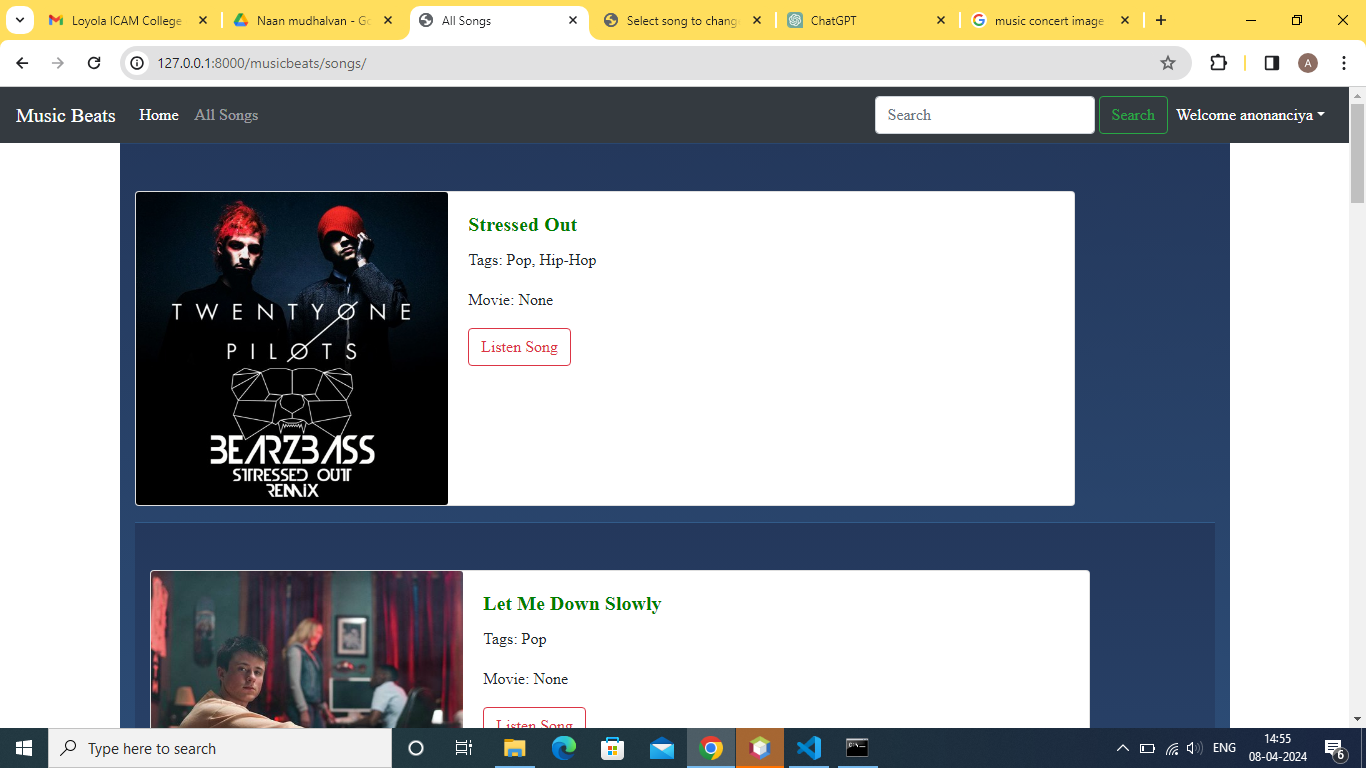 Loyola ICAM College
Naan mudhalvan - Go
All Songs
Select song to chang
ChatGPT
music concert image
127.0.0.1:8000/musicbeats/songs/
A
Music Beats
Home
All Songs
Search
Search
Welcome anonanciya
TWENTY ONE
PILOTS
BEARZBASS
STRESSED OUT
REMiX
Stressed Out
Tags: Pop, Hip-Hop
Movie: None
Listen Song
Let Me Down Slowly
Tags: Pop
Movie: None
Listen Song
Type here to search
ENG
14:55
08-04-2024
6